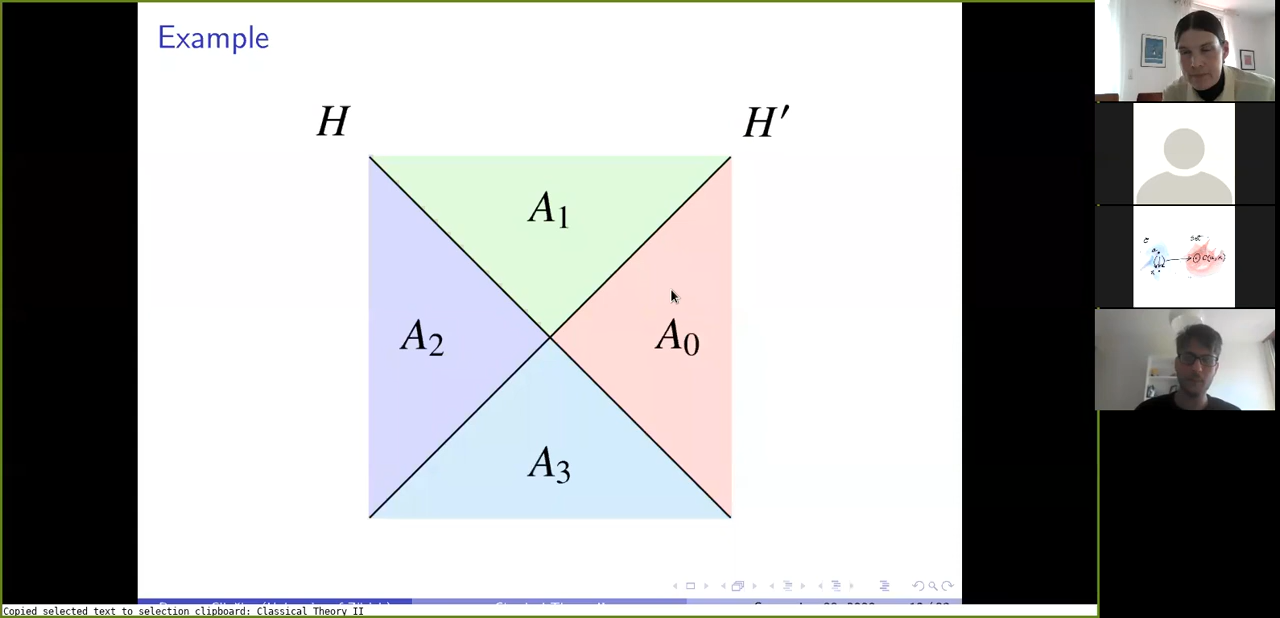 Example
H
H′
A₁
A₂
A₀
A₃
Copied selected text to selection clipboard: Classical Theory II